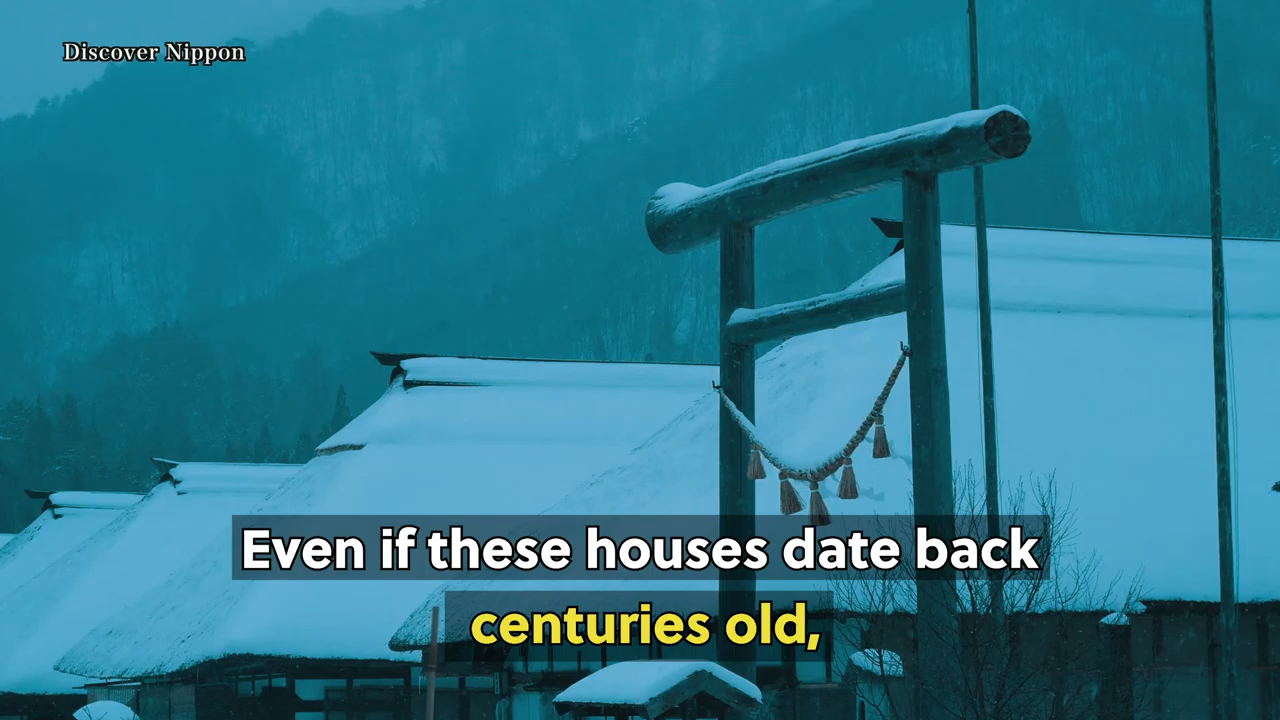 Discover Nippon
Even if these houses date back
centuries old,